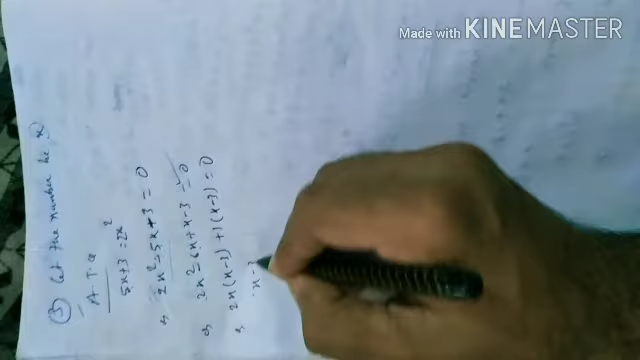 Made with KINEMASTER
③ Let the number be x
A.T.Q
5x+3 = 2x²
⇒ 2x² - 5x + 3 = 0
⇒ 2x² - 6x + x - 3 = 0
⇒ 2x(x-3) + 1(x-3) = 0